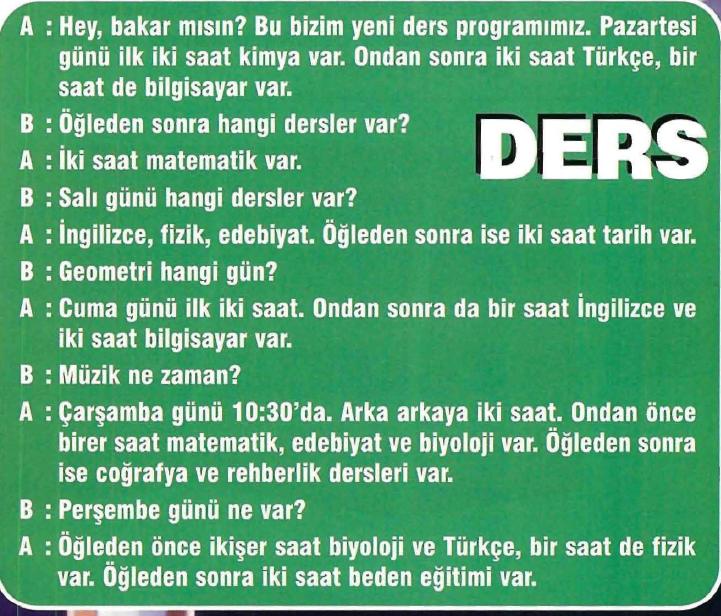 A : Hey, bakar mısın? Bu bizim yeni ders programımız. Pazartesi
günü ilk iki saat kimya var. Ondan sonra iki saat Türkçe, bir
saat de bilgisayar var.
B : Öğleden sonra hangi dersler var?
DERS
A : İki saat matematik var.
B : Salı günü hangi dersler var?
A : İngilizce, fizik, edebiyat. Öğleden sonra ise iki saat tarih var.
B : Geometri hangi gün?
A : Cuma günü ilk iki saat. Ondan sonra da bir saat İngilizce ve
iki saat bilgisayar var.
B : Müzik ne zaman?
A : Çarşamba günü 10:30'da. Arka arkaya iki saat. Ondan önce
birer saat matematik, edebiyat ve biyoloji var. Öğleden sonra
ise coğrafya ve rehberlik dersleri var.
B : Perşembe günü ne var?
A : Öğleden önce ikişer saat biyoloji ve Türkçe, bir saat de fizik
var. Öğleden sonra iki saat beden eğitimi var.